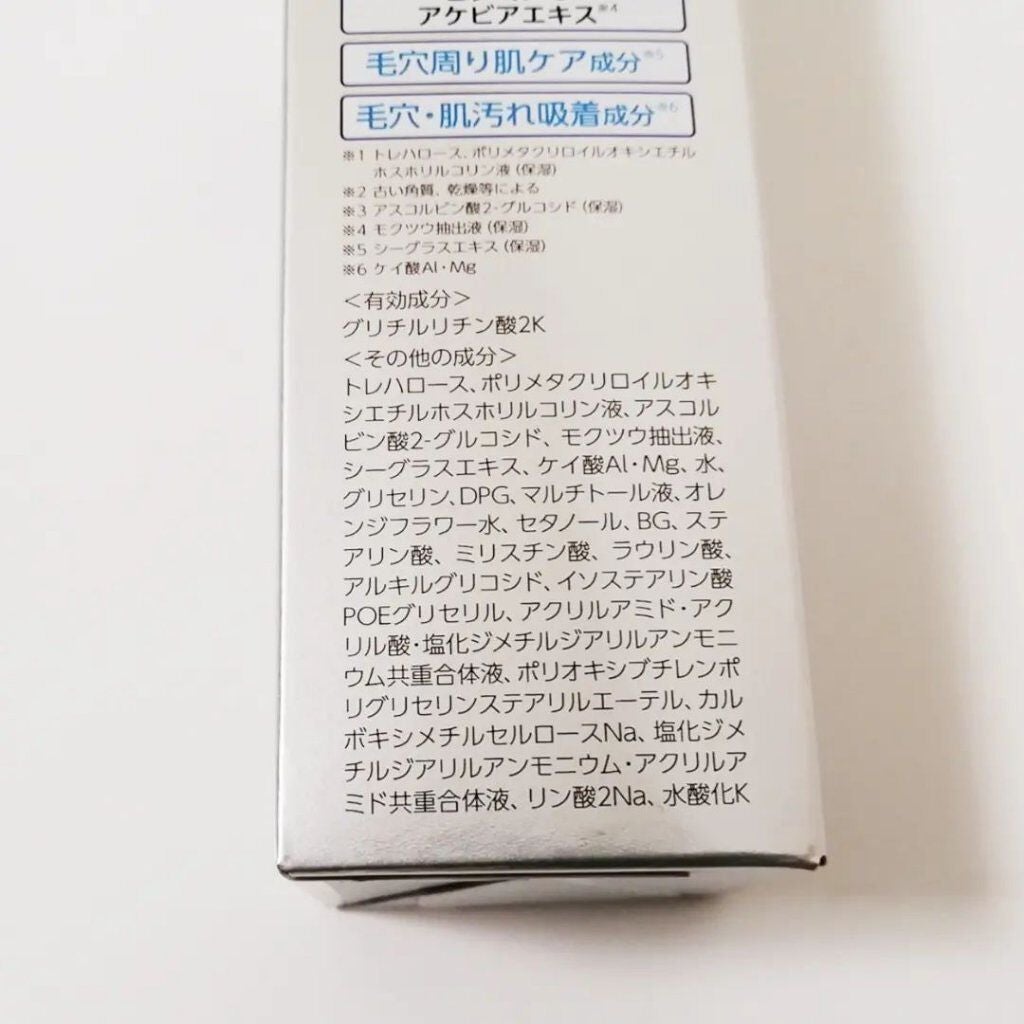 アケビアエキス※4
毛穴周り肌ケア成分※5
毛穴・肌汚れ吸着成分※6
※1 トレハロース、ポリメタクリロイルオキシエチル
ホスホリルコリン液(保湿)
※2 古い角質、乾燥等による
※3 アスコルビン酸2-グルコシド(保湿)
※4 モクツウ抽出液(保湿)
※5 シーグラスエキス(保湿)
※6 ケイ酸Al・Mg
＜有効成分＞
グリチルリチン酸2K
＜その他の成分＞
トレハロース、ポリメタクリロイルオキ
シエチルホスホリルコリン液、アスコル
ビン酸2-グルコシド、モクツウ抽出液、
シーグラスエキス、ケイ酸Al・Mg、水、
グリセリン、DPG、マルチトール液、オレ
ンジフラワー水、セタノール、BG、ステ
アリン酸、ミリスチン酸、ラウリン酸、
アルキルグリコシド、イソステアリン酸
POEグリセリル、アクリルアミド・アク
リル酸・塩化ジメチルジアリルアンモニ
ウム共重合体液、ポリオキシブチレンポ
リグリセリンステアリルエーテル、カル
ボキシメチルセルロースNa、塩化ジメ
チルジアリルアンモニウム・アクリルア
ミド共重合体液、リン酸2Na、水酸化K